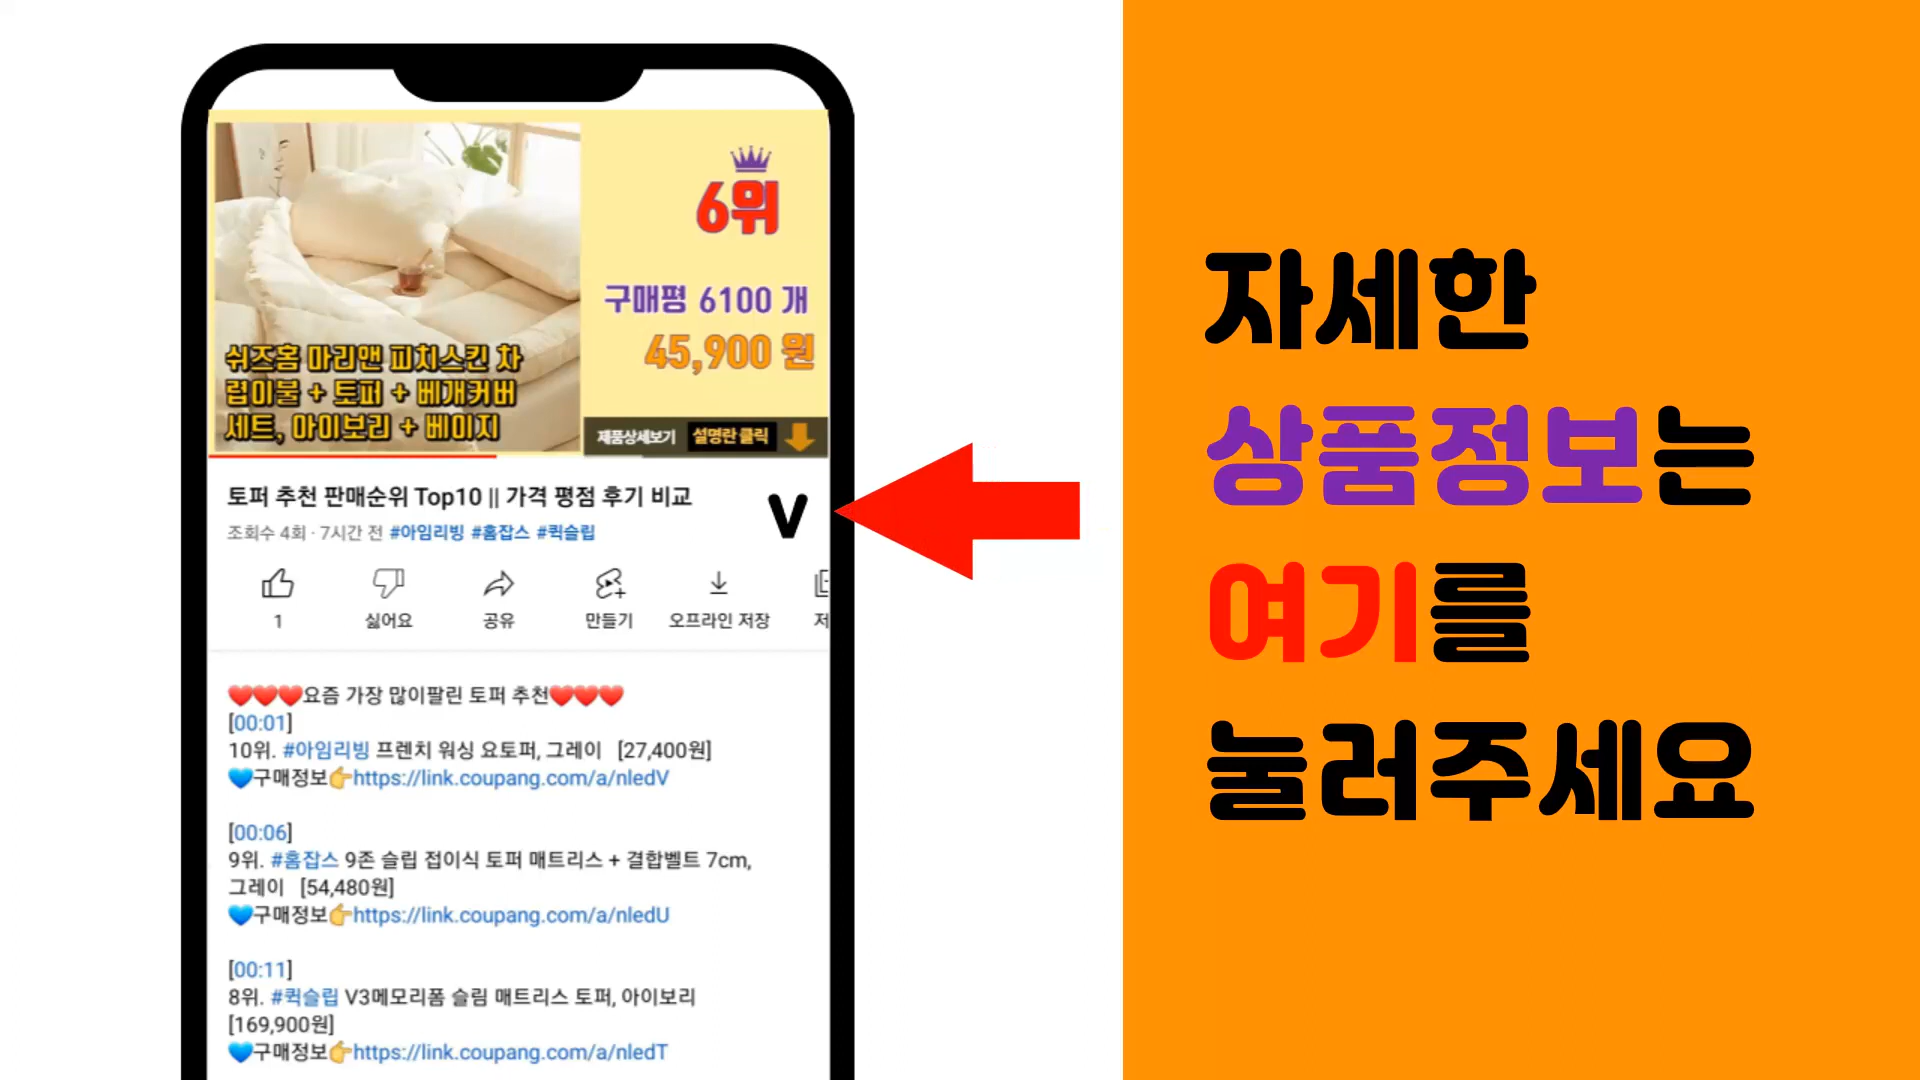 6위
구매평 6100 개
45,900 원
쉬즈홈 마리앤 피치스킨 차
렵이불 + 토퍼 + 베개커버
세트, 아이보리 + 베이지
제품상세보기 설명란 클릭
토퍼 추천 판매순위 Top10 || 가격 평점 후기 비교
V
조회수 4회 · 7시간 전 #아임리빙 #홈잡스 #퀵슬립
1 싫어요 공유 만들기 오프라인 저장 저
❤️❤️❤️요즘 가장 많이팔린 토퍼 추천❤️❤️❤️
[00:01]
10위. #아임리빙 프렌치 워싱 요토퍼, 그레이 [27,400원]
💙구매정보👉https://link.coupang.com/a/nledV
[00:06]
9위. #홈잡스 9존 슬립 접이식 토퍼 매트리스 + 결합벨트 7cm,
그레이 [54,480원]
💙구매정보👉https://link.coupang.com/a/nledU
[00:11]
8위. #퀵슬립 V3메모리폼 슬림 매트리스 토퍼, 아이보리
[169,900원]
💙구매정보👉https://link.coupang.com/a/nledT
자세한
상품정보는
여기를
눌러주세요